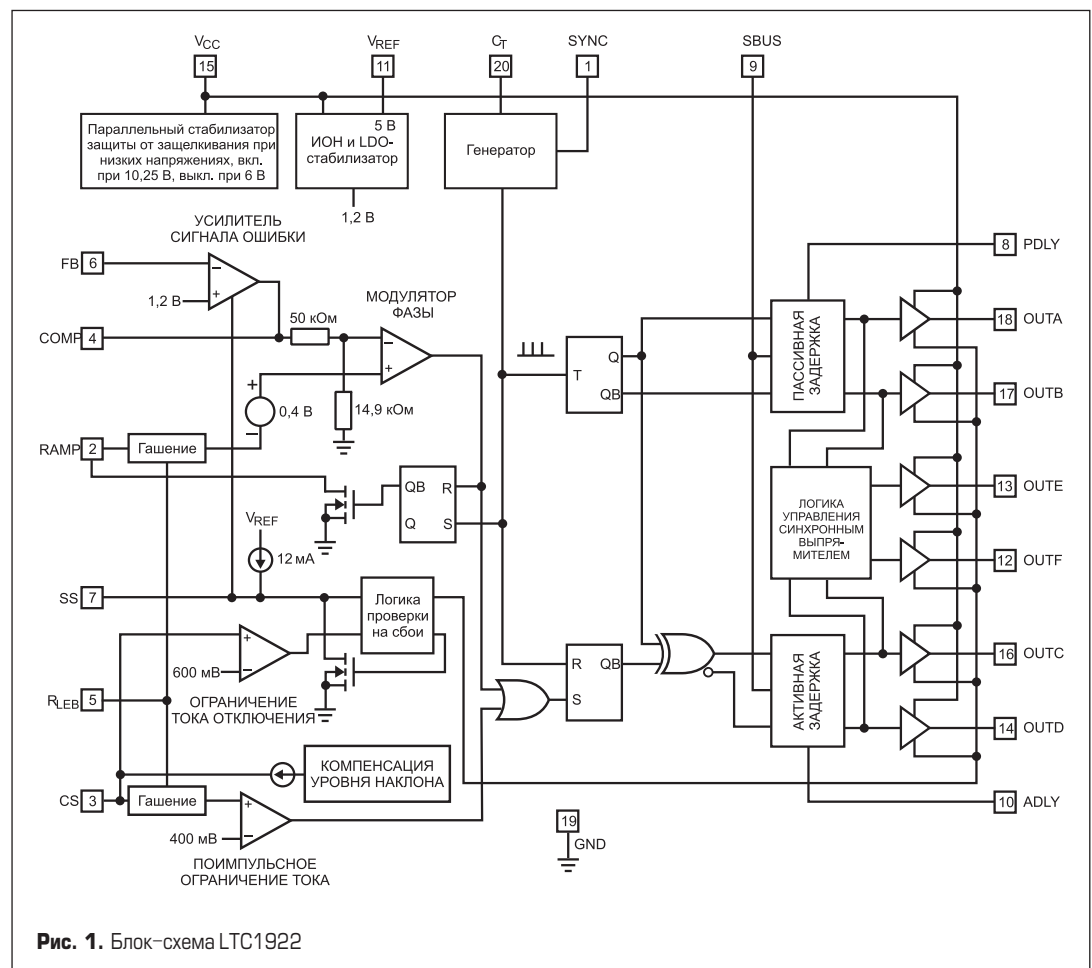 VCC
15
VREF
11
CT
20
SYNC
1
SBUS
9
Параллельный стабилизатор
защиты от защелкивания при
низких напряжениях, вкл.
при 10,25 В, выкл. при 6 В
5 В
ИОН и LDO-
стабилизатор
1,2 В
Генератор
УСИЛИТЕЛЬ
СИГНАЛА ОШИБКИ
FB 6
−
+
1,2 В
COMP 4
50 кОм
МОДУЛЯТОР
ФАЗЫ
−
+
+
0,4 В
−
14,9 кОм
RAMP 2
Гашение
QB R
Q S
VREF
12 мА
SS 7
Логика
проверки
на сбои
+
600 мВ −
ОГРАНИЧЕНИЕ
ТОКА ОТКЛЮЧЕНИЯ
RLEB 5
КОМПЕНСАЦИЯ
УРОВНЯ НАКЛОНА
CS 3
Гашение
+
400 мВ −
ПОИМПУЛЬСНОЕ
ОГРАНИЧЕНИЕ ТОКА
T Q
QB
R QB
S
19
GND
ПАССИВНАЯ
ЗАДЕРЖКА
ЛОГИКА
УПРАВЛЕНИЯ
СИНХРОННЫМ
ВЫПРЯ-
МИТЕЛЕМ
АКТИВНАЯ
ЗАДЕРЖКА
8 PDLY
18 OUTA
17 OUTB
13 OUTE
12 OUTF
16 OUTC
14 OUTD
10 ADLY
Рис. 1. Блок-схема LTC1922